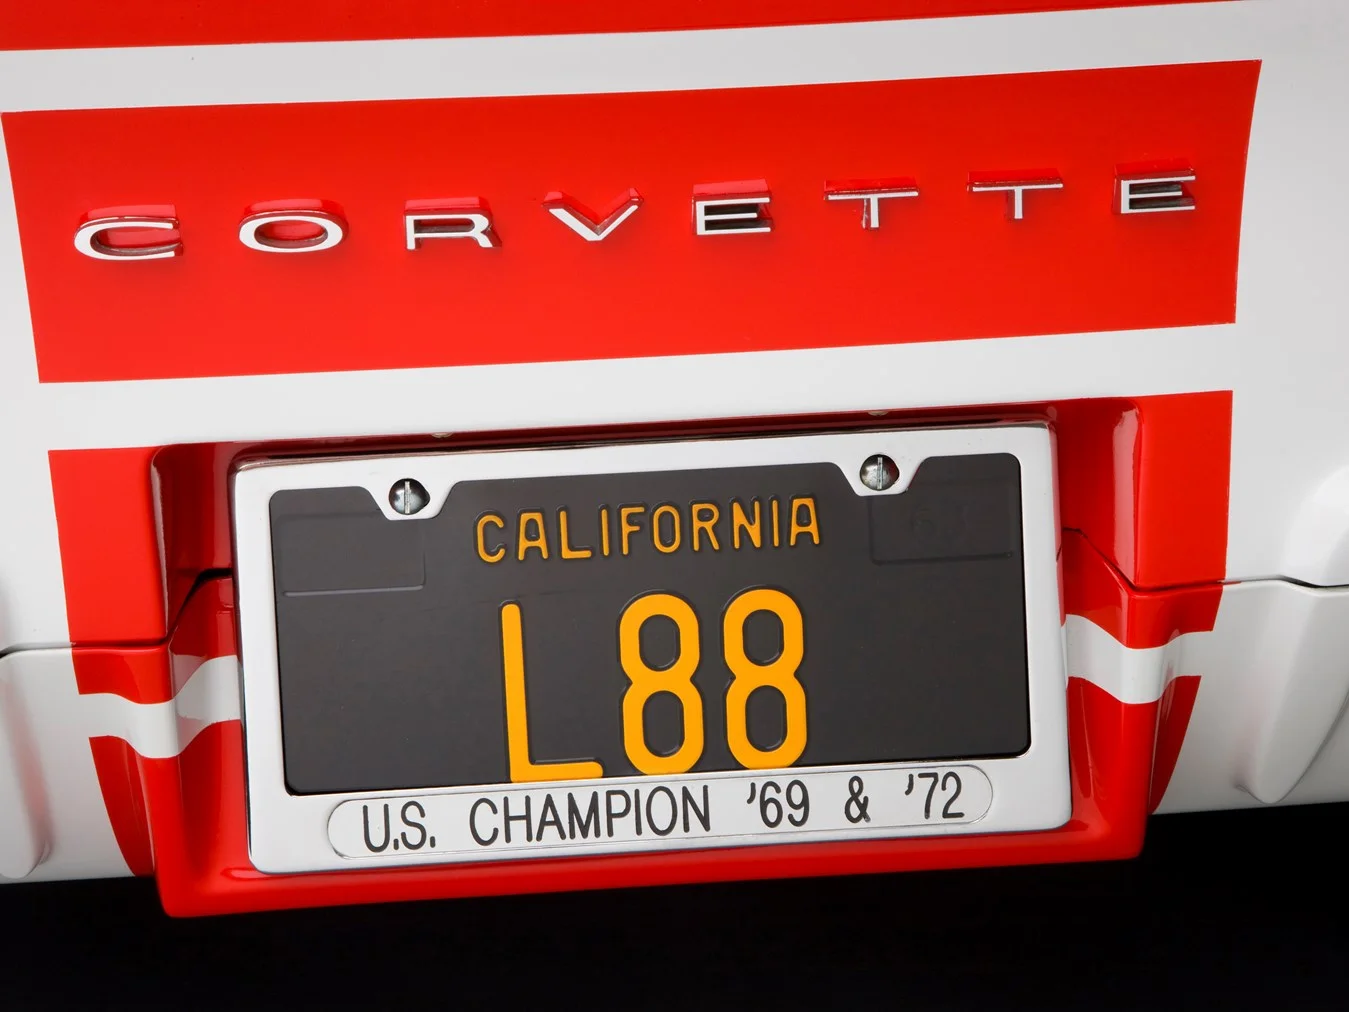 CORVETTE
CALIFORNIA
L88
U.S. CHAMPION '69 & '72